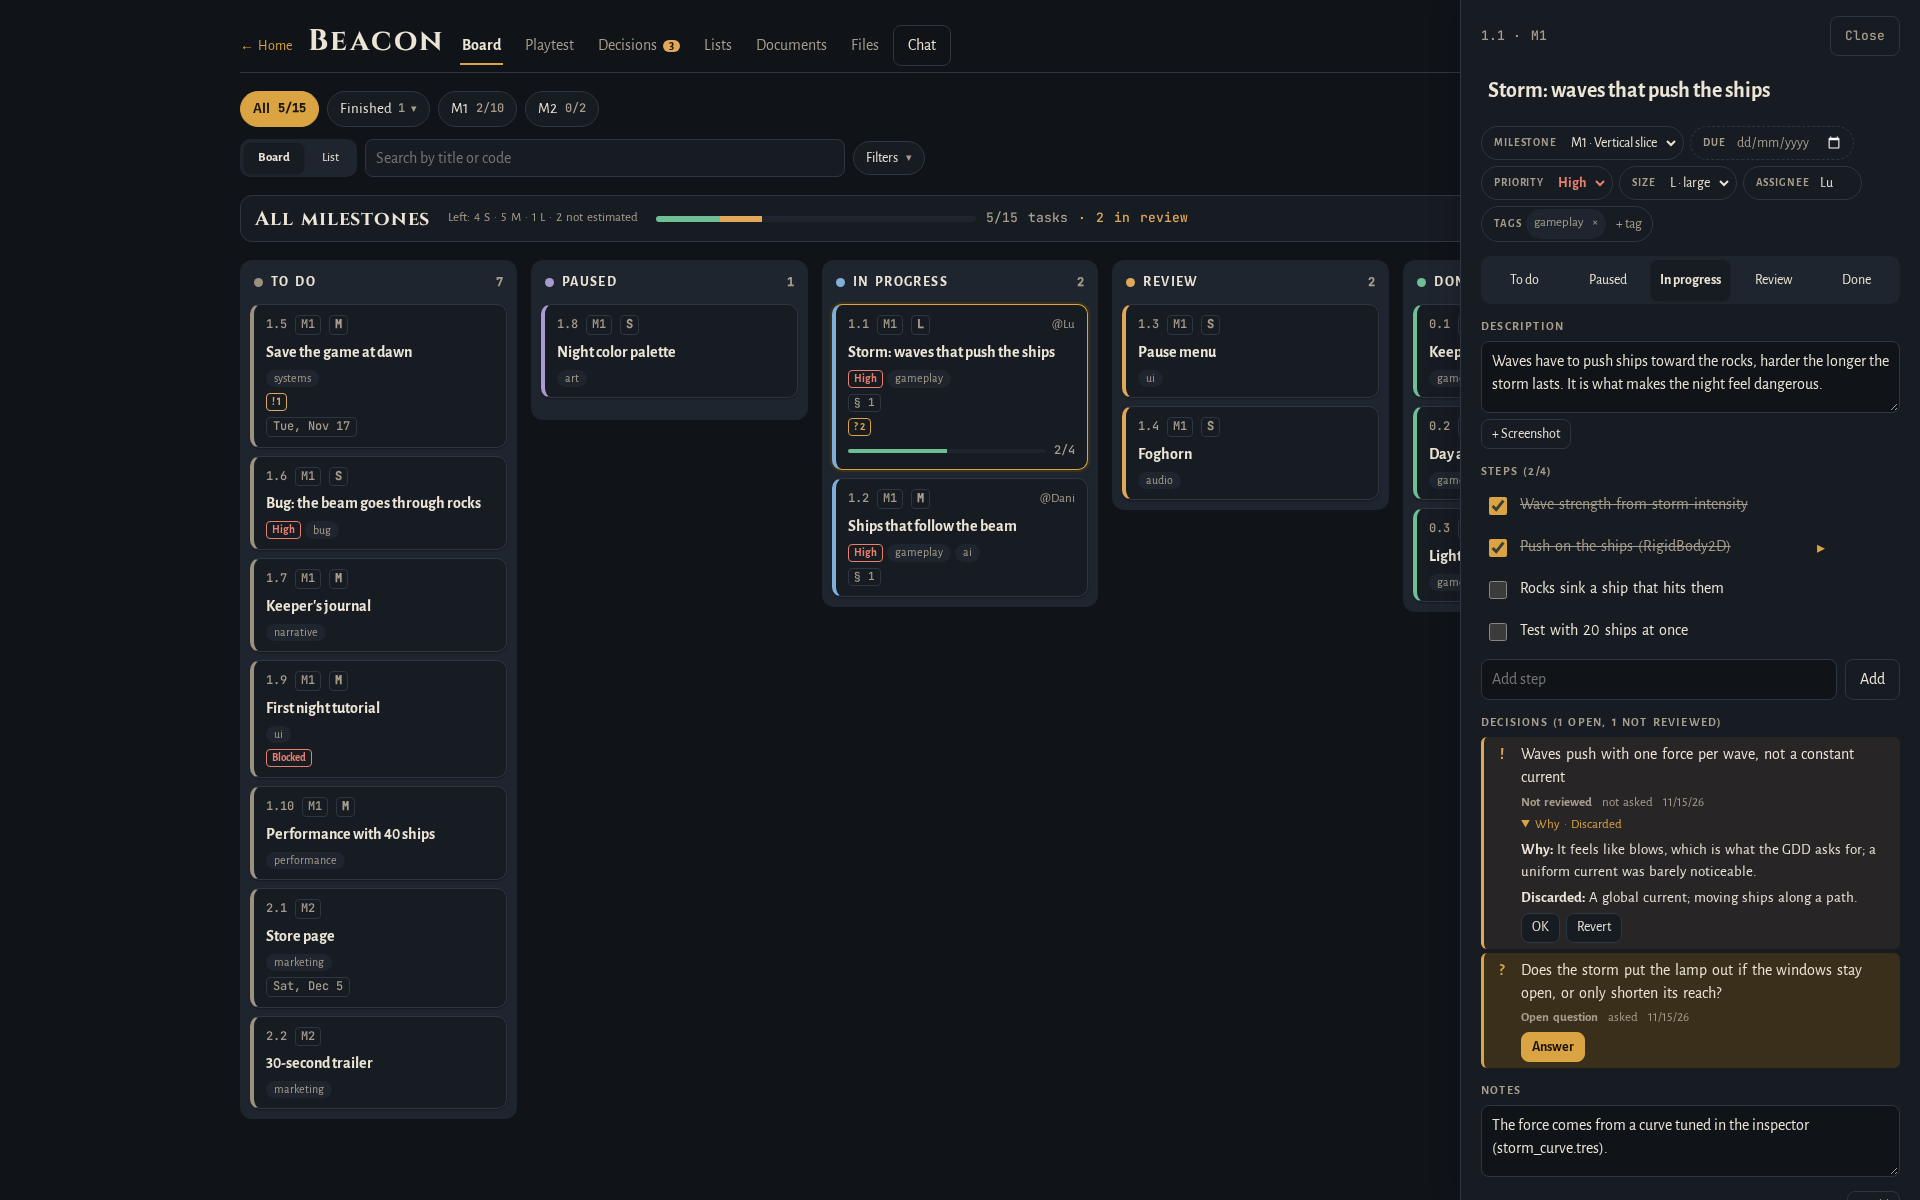 ← Home
BEACON
Board
Playtest
Decisions 3
Lists
Documents
Files
Chat
All 5/15
Finished 1
M1 2/10
M2 0/2
Board
List
Search by title or code
Filters
ALL MILESTONES
Left: 4 S · 5 M · 1 L · 2 not estimated
5/15 tasks · 2 in review
TO DO 7
1.5 M1 M
Save the game at dawn
systems
!1
Tue, Nov 17
1.6 M1 S
Bug: the beam goes through rocks
High bug
1.7 M1 M
Keeper's journal
narrative
1.9 M1 M
First night tutorial
ui
Blocked
1.10 M1 M
Performance with 40 ships
performance
2.1 M2
Store page
marketing
Sat, Dec 5
2.2 M2
30-second trailer
marketing
PAUSED 1
1.8 M1 S
Night color palette
art
IN PROGRESS 2
1.1 M1 L @Lu
Storm: waves that push the ships
High gameplay
§ 1
?2
2/4
1.2 M1 M @Dani
Ships that follow the beam
High gameplay ai
§ 1
REVIEW 2
1.3 M1 S
Pause menu
ui
1.4 M1 S
Foghorn
audio
DON
0.1
Keep
gam
0.2
Day a
gam
0.3
Light
gam
1.1 · M1
Close
Storm: waves that push the ships
MILESTONE M1 · Vertical slice
DUE dd/mm/yyyy
PRIORITY High
SIZE L · large
ASSIGNEE Lu
TAGS gameplay × + tag
To do
Paused
In progress
Review
Done
DESCRIPTION
Waves have to push ships toward the rocks, harder the longer the
storm lasts. It is what makes the night feel dangerous.
+ Screenshot
STEPS (2/4)
Wave strength from storm intensity
Push on the ships (RigidBody2D)
Rocks sink a ship that hits them
Test with 20 ships at once
Add step
Add
DECISIONS (1 OPEN, 1 NOT REVIEWED)
! Waves push with one force per wave, not a constant
current
Not reviewed not asked 11/15/26
Why · Discarded
Why: It feels like blows, which is what the GDD asks for; a
uniform current was barely noticeable.
Discarded: A global current; moving ships along a path.
OK
Revert
? Does the storm put the lamp out if the windows stay
open, or only shorten its reach?
Open question asked 11/15/26
Answer
NOTES
The force comes from a curve tuned in the inspector
(storm_curve.tres).